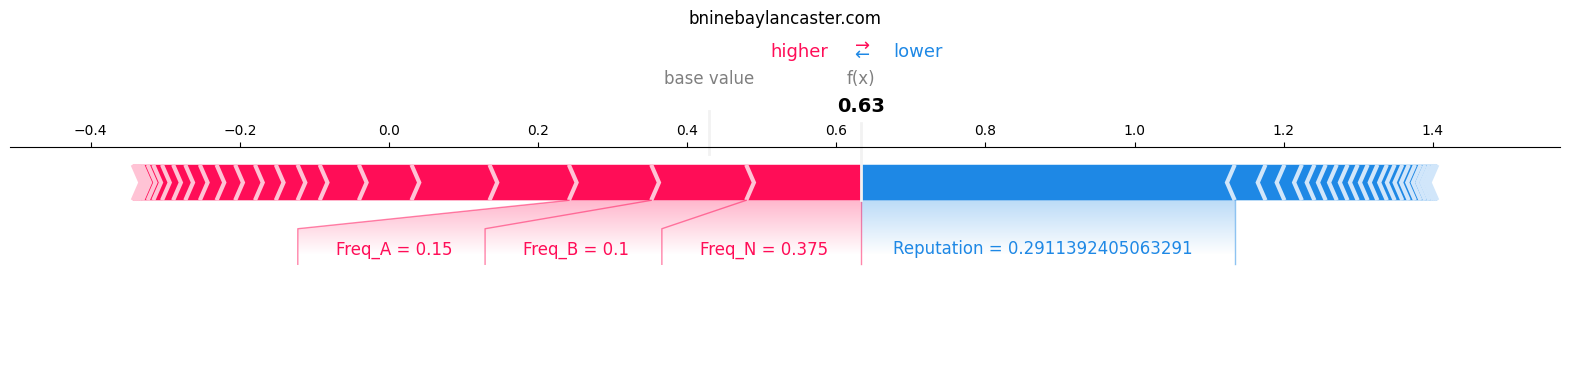 bninebaylancaster.com
higher → ← lower
base value f(x)
0.63
−0.4 −0.2 0.0 0.2 0.4 0.6 0.8 1.0 1.2 1.4
Freq_A = 0.15 Freq_B = 0.1 Freq_N = 0.375 Reputation = 0.2911392405063291